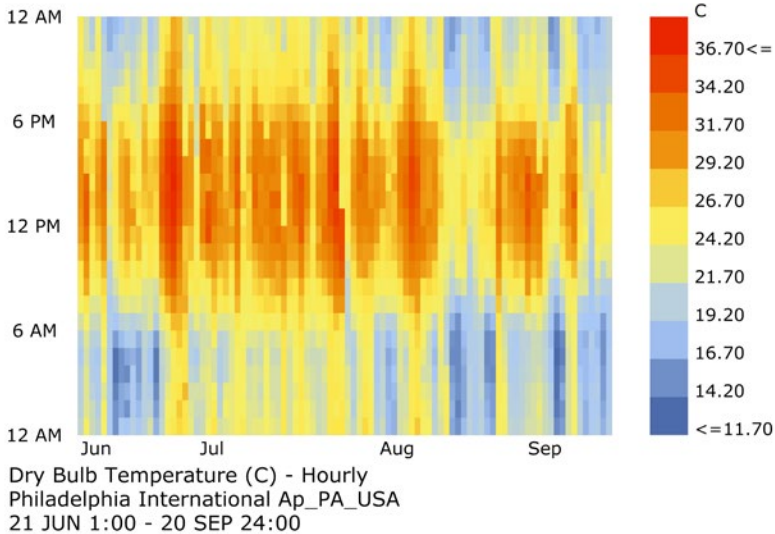 12 AM
6 PM
12 PM
6 AM
12 AM
Jun Jul Aug Sep
C
36.70<=
34.20
31.70
29.20
26.70
24.20
21.70
19.20
16.70
14.20
<=11.70
Dry Bulb Temperature (C) - Hourly
Philadelphia International Ap_PA_USA
21 JUN 1:00 - 20 SEP 24:00